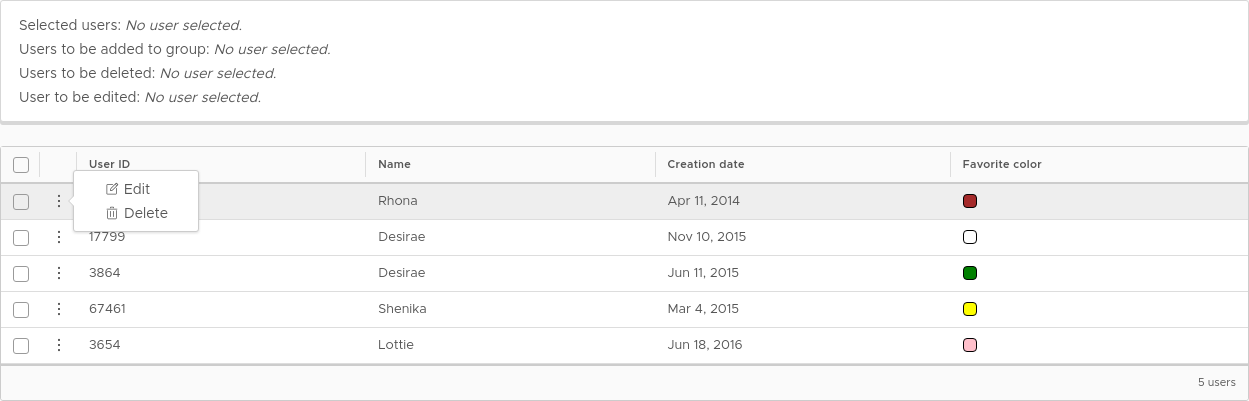 Selected users: No user selected.
Users to be added to group: No user selected.
Users to be deleted: No user selected.
User to be edited: No user selected.
User ID Name Creation date Favorite color
Edit
Delete
Rhona Apr 11, 2014
17799 Desirae Nov 10, 2015
3864 Desirae Jun 11, 2015
67461 Shenika Mar 4, 2015
3654 Lottie Jun 18, 2016
5 users